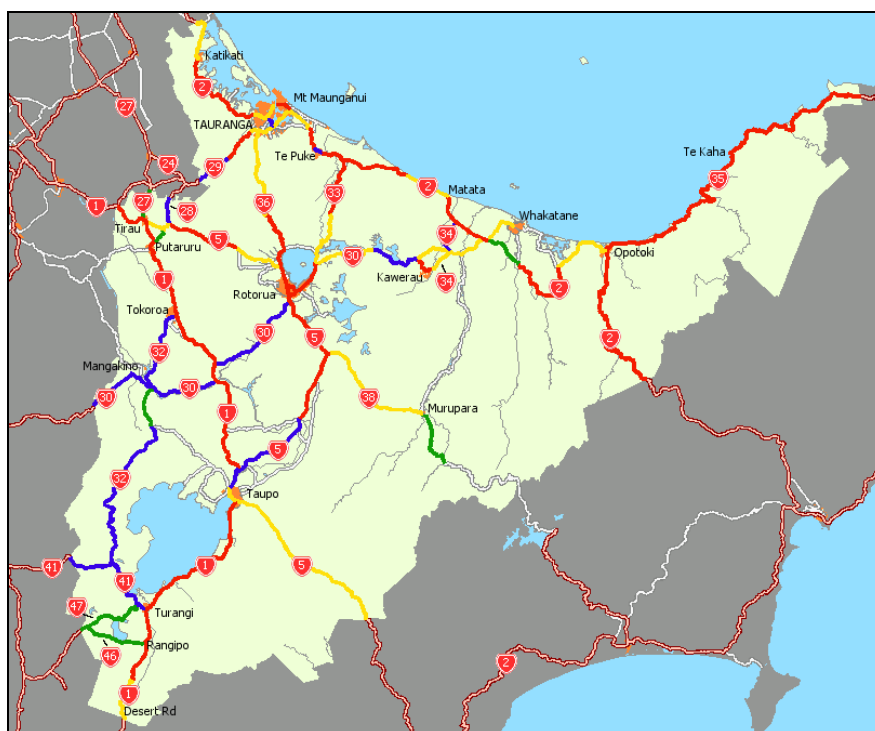 Katikati
2
Mt Maunganui
27
TAURANGA
Te Puke
Te Kaha
24
29
35
2
Matata
33
27
1
28
36
Whakatane
Tirau
5
34
Putaruru
30
Opotoki
Kawerau
34
1
2
Rotorua
Tokoroa
30
5
2
32
Mangakino
30
30
38
1
Murupara
5
32
Taupo
1
5
41
41
47
Turangi
Rangipo
46
2
1
Desert Rd